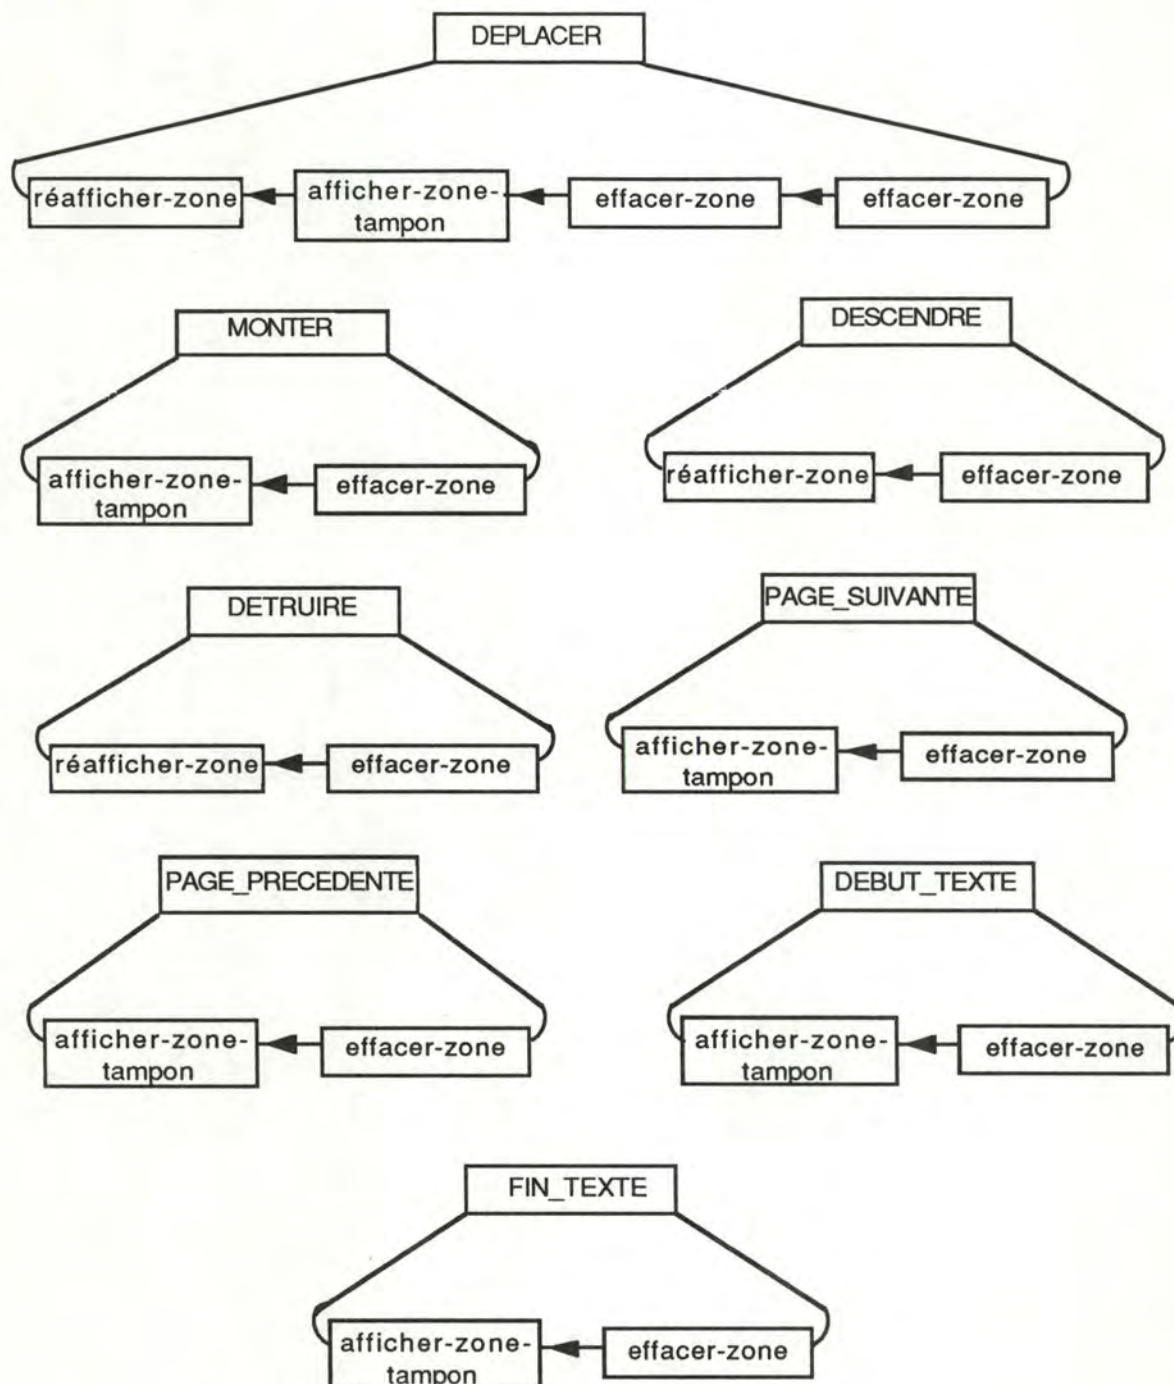 DEPLACER
réafficher-zone
afficher-zone-
tampon
effacer-zone
effacer-zone
MONTER
afficher-zone-
tampon
effacer-zone
DESCENDRE
réafficher-zone
effacer-zone
DETRUIRE
réafficher-zone
effacer-zone
PAGE_SUIVANTE
afficher-zone-
tampon
effacer-zone
PAGE_PRECEDENTE
afficher-zone-
tampon
effacer-zone
DEBUT_TEXTE
afficher-zone-
tampon
effacer-zone
FIN_TEXTE
afficher-zone-
tampon
effacer-zone